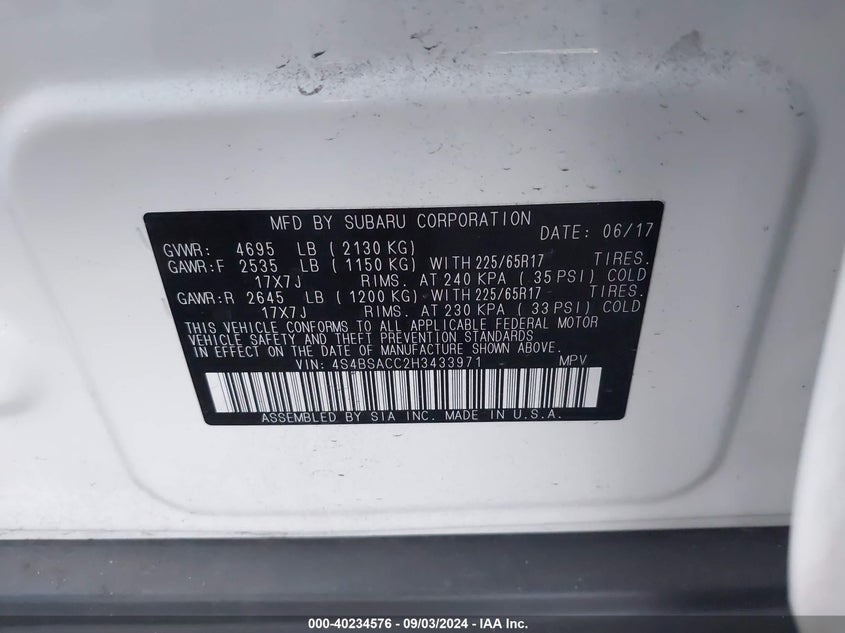 MFD BY SUBARU CORPORATION DATE: 06/17
GVWR: 4695 LB ( 2130 KG)
GAWR:F 2535 LB ( 1150 KG) WITH 225/65R17 TIRES.
17X7J RIMS. AT 240 KPA ( 35 PSI) COLD
GAWR:R 2645 LB ( 1200 KG) WITH 225/65R17 TIRES.
17X7J RIMS. AT 230 KPA ( 33 PSI) COLD
THIS VEHICLE CONFORMS TO ALL APPLICABLE FEDERAL MOTOR
VEHICLE SAFETY AND THEFT PREVENTION STANDARDS
IN EFFECT ON THE DATE OF MANUFACTURE SHOWN ABOVE.
VIN: 4S4BSACC2H3433971 MPV
ASSEMBLED BY SIA INC. MADE IN U.S.A.
000-40234576 - 09/03/2024 - IAA Inc.